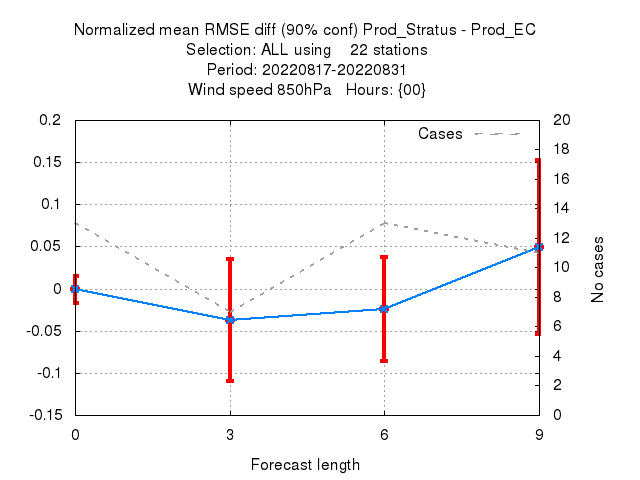 Normalized mean RMSE diff (90% conf) Prod_Stratus - Prod_EC
Selection: ALL using    22 stations
Period: 20220817-20220831
Wind speed 850hPa   Hours: {00}
Cases
0.2
0.15
0.1
0.05
0
-0.05
-0.1
-0.15
20
18
16
14
12
10
8
6
4
2
0
No cases
0 3 6 9
Forecast length